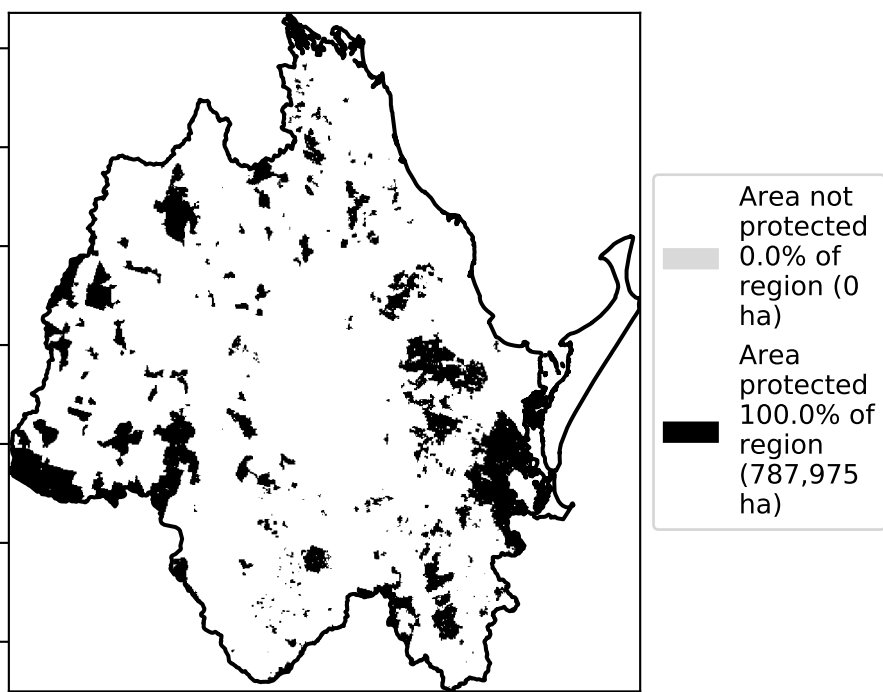 Area not
protected
0.0% of
region (0
ha)
Area
protected
100.0% of
region
(787,975
ha)